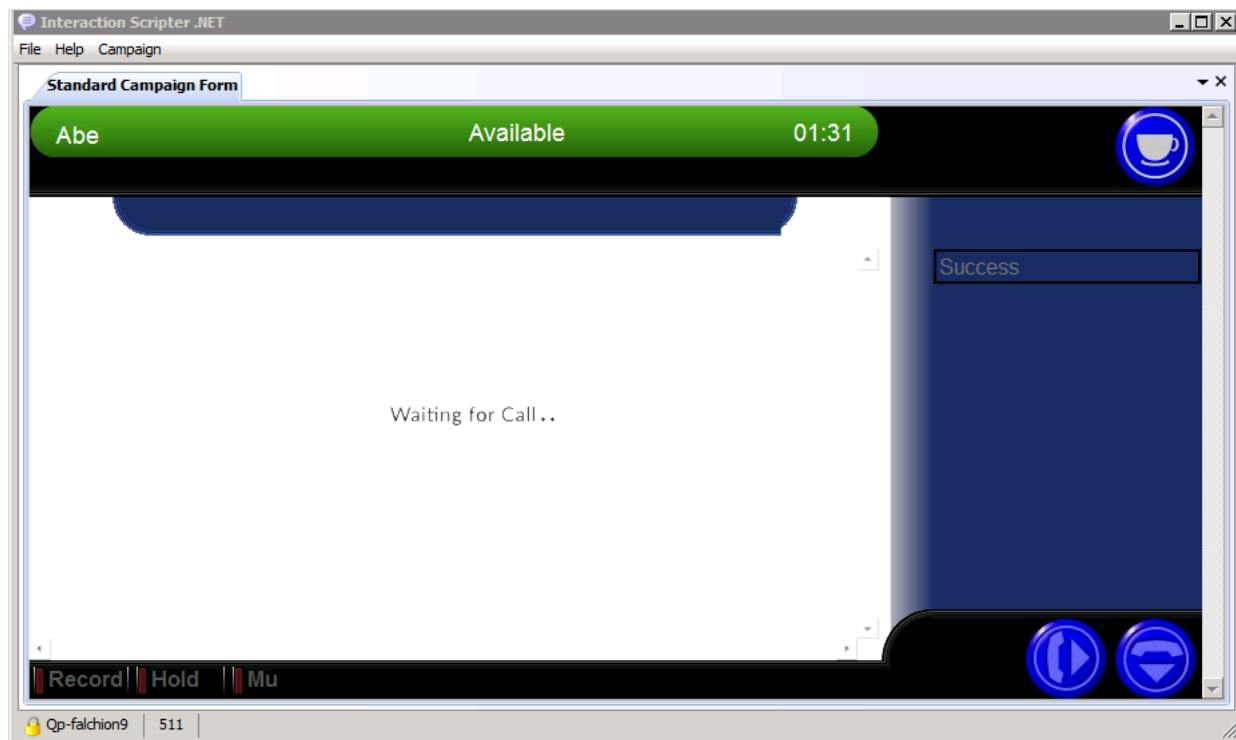 Interaction Scripter .NET
File Help Campaign
Standard Campaign Form
Abe Available 01:31
Success
Waiting for Call..
Record Hold Mu
Qp-falchion9 511